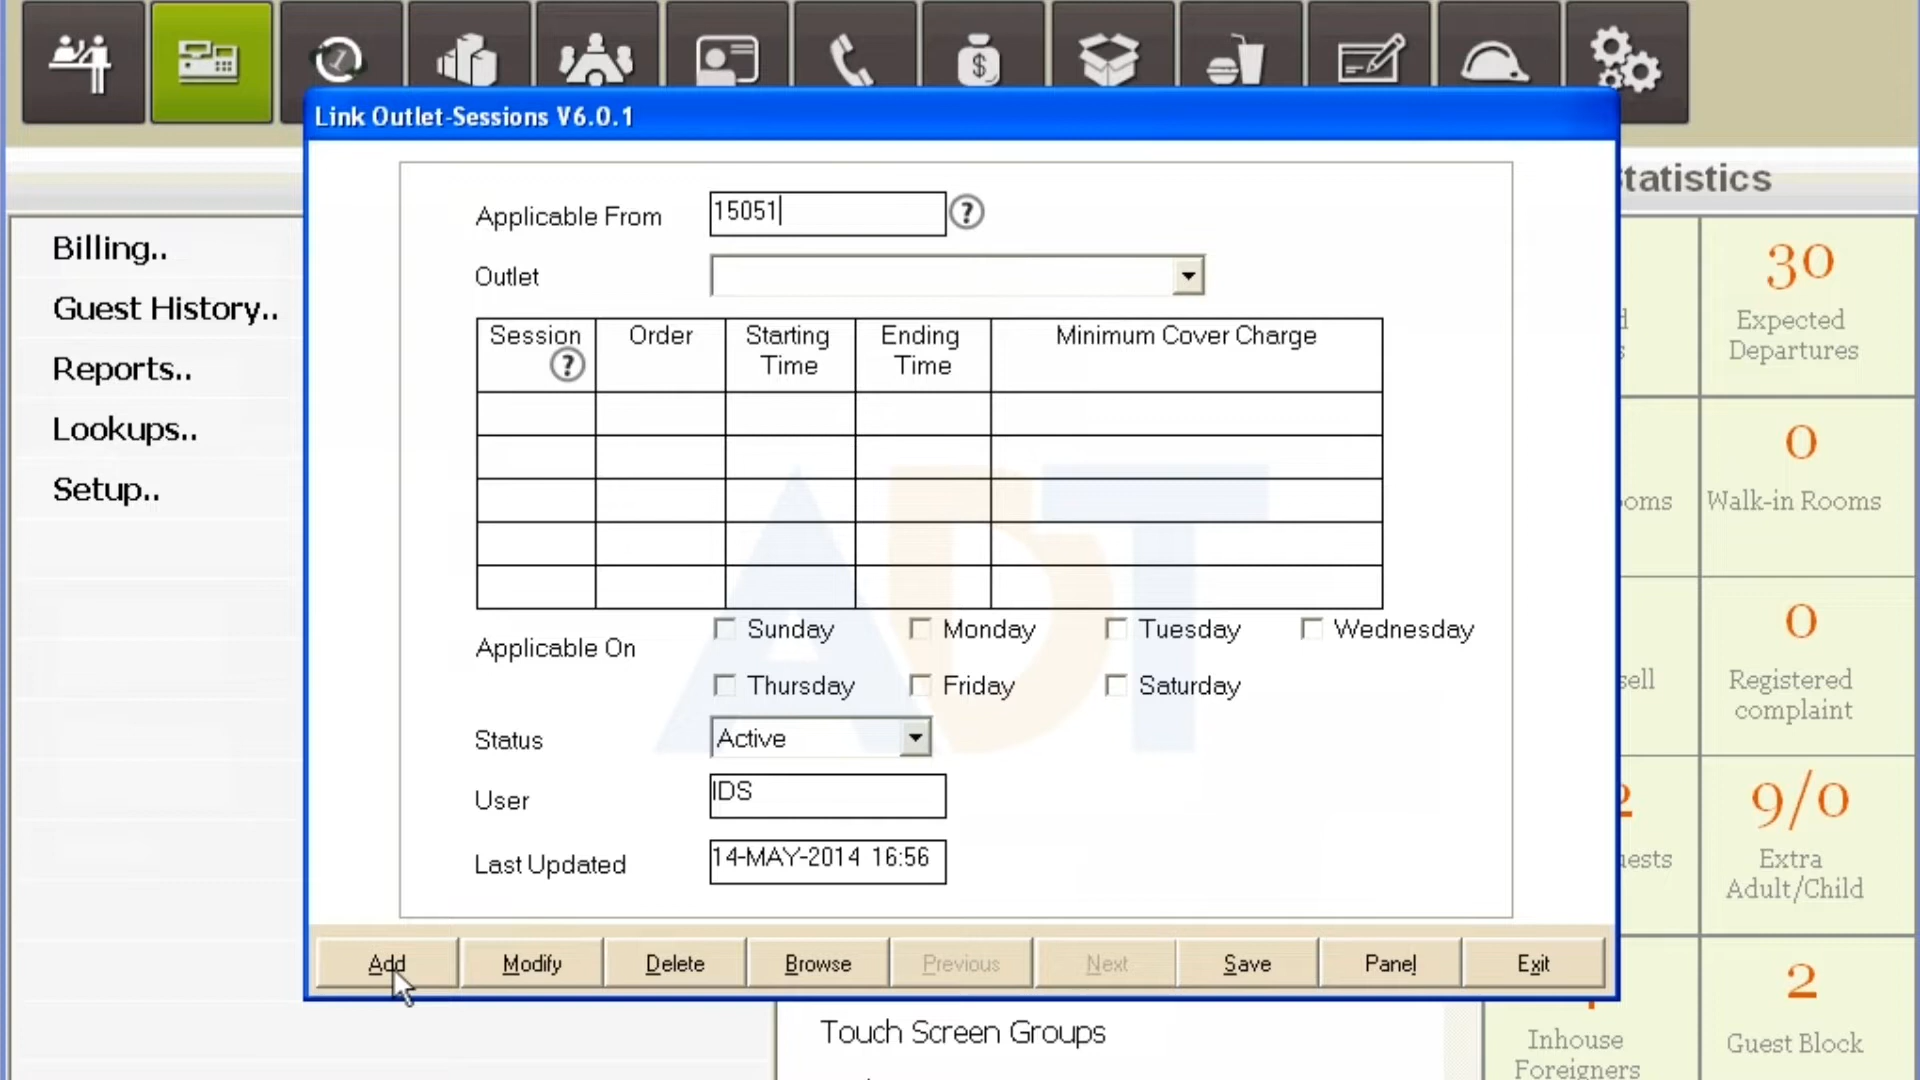 Link Outlet-Sessions V6.0.1
tatistics
Billing..
Guest History..
Reports..
Lookups..
Setup..
Applicable From 15051 ?
Outlet
Session ? Order Starting Time Ending Time Minimum Cover Charge
ADT
Applicable On
Sunday Monday Tuesday Wednesday
Thursday Friday Saturday
Status Active
User IDS
Last Updated 14-MAY-2014 16:56
Add Modify Delete Browse Previous Next Save Panel Exit
Touch Screen Groups
30
Expected
Departures
0
oms Walk-in Rooms
0
sell Registered
complaint
9/0
Extra
Adult/Child
2
Inhouse
Foreigners
Guest Block